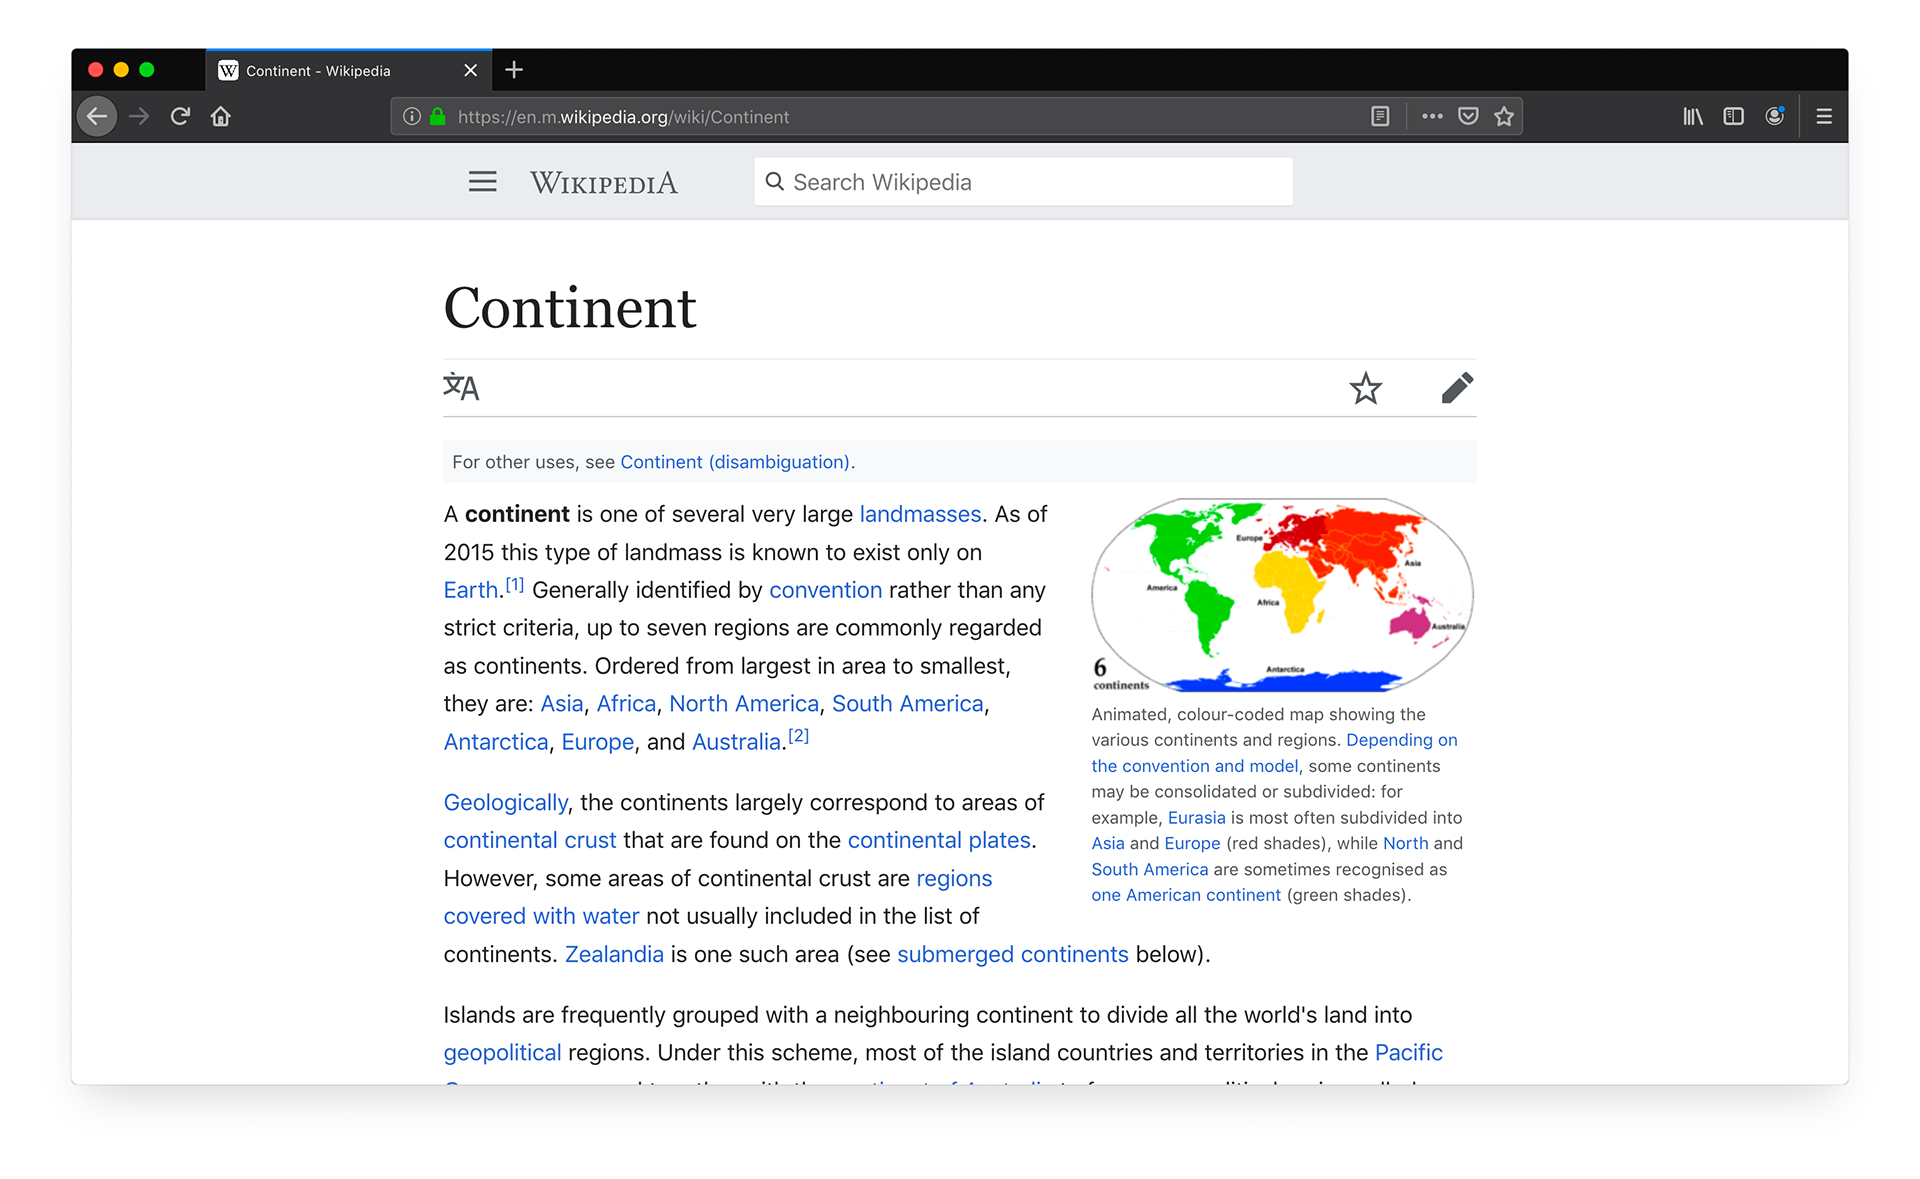 Continent - Wikipedia
https://en.m.wikipedia.org/wiki/Continent
WIKIPEDIA
Search Wikipedia
Continent
For other uses, see Continent (disambiguation).
A continent is one of several very large landmasses. As of
2015 this type of landmass is known to exist only on
Earth.[1] Generally identified by convention rather than any
strict criteria, up to seven regions are commonly regarded
as continents. Ordered from largest in area to smallest,
they are: Asia, Africa, North America, South America,
Antarctica, Europe, and Australia.[2]
Geologically, the continents largely correspond to areas of
continental crust that are found on the continental plates.
However, some areas of continental crust are regions
covered with water not usually included in the list of
continents. Zealandia is one such area (see submerged continents below).
Islands are frequently grouped with a neighbouring continent to divide all the world's land into
geopolitical regions. Under this scheme, most of the island countries and territories in the Pacific
Europe
Asia
America
Africa
Australia
Antarctica
6
continents
Animated, colour-coded map showing the
various continents and regions. Depending on
the convention and model, some continents
may be consolidated or subdivided: for
example, Eurasia is most often subdivided into
Asia and Europe (red shades), while North and
South America are sometimes recognised as
one American continent (green shades).